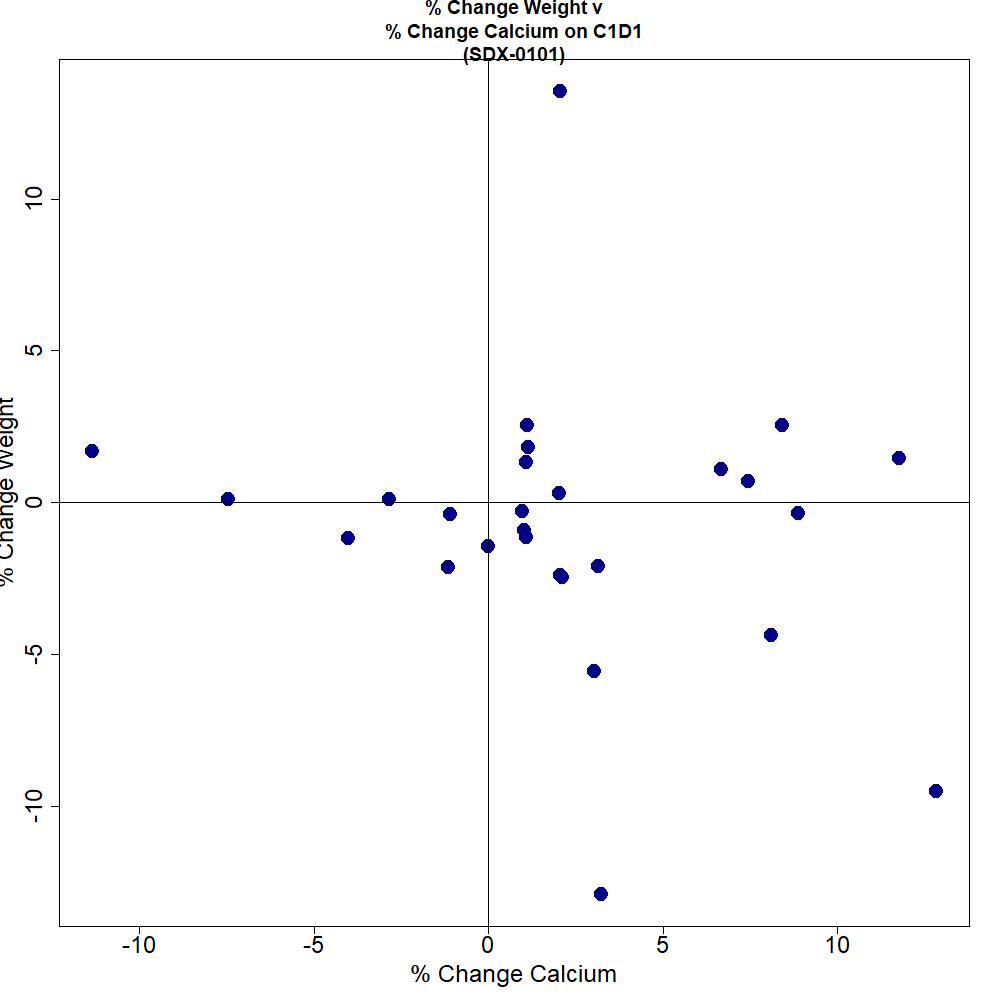 % Change Weight v
% Change Calcium on C1D1
(SDX-0101)
10
5
0
-5
-10
% Change Weight
-10 -5 0 5 10
% Change Calcium